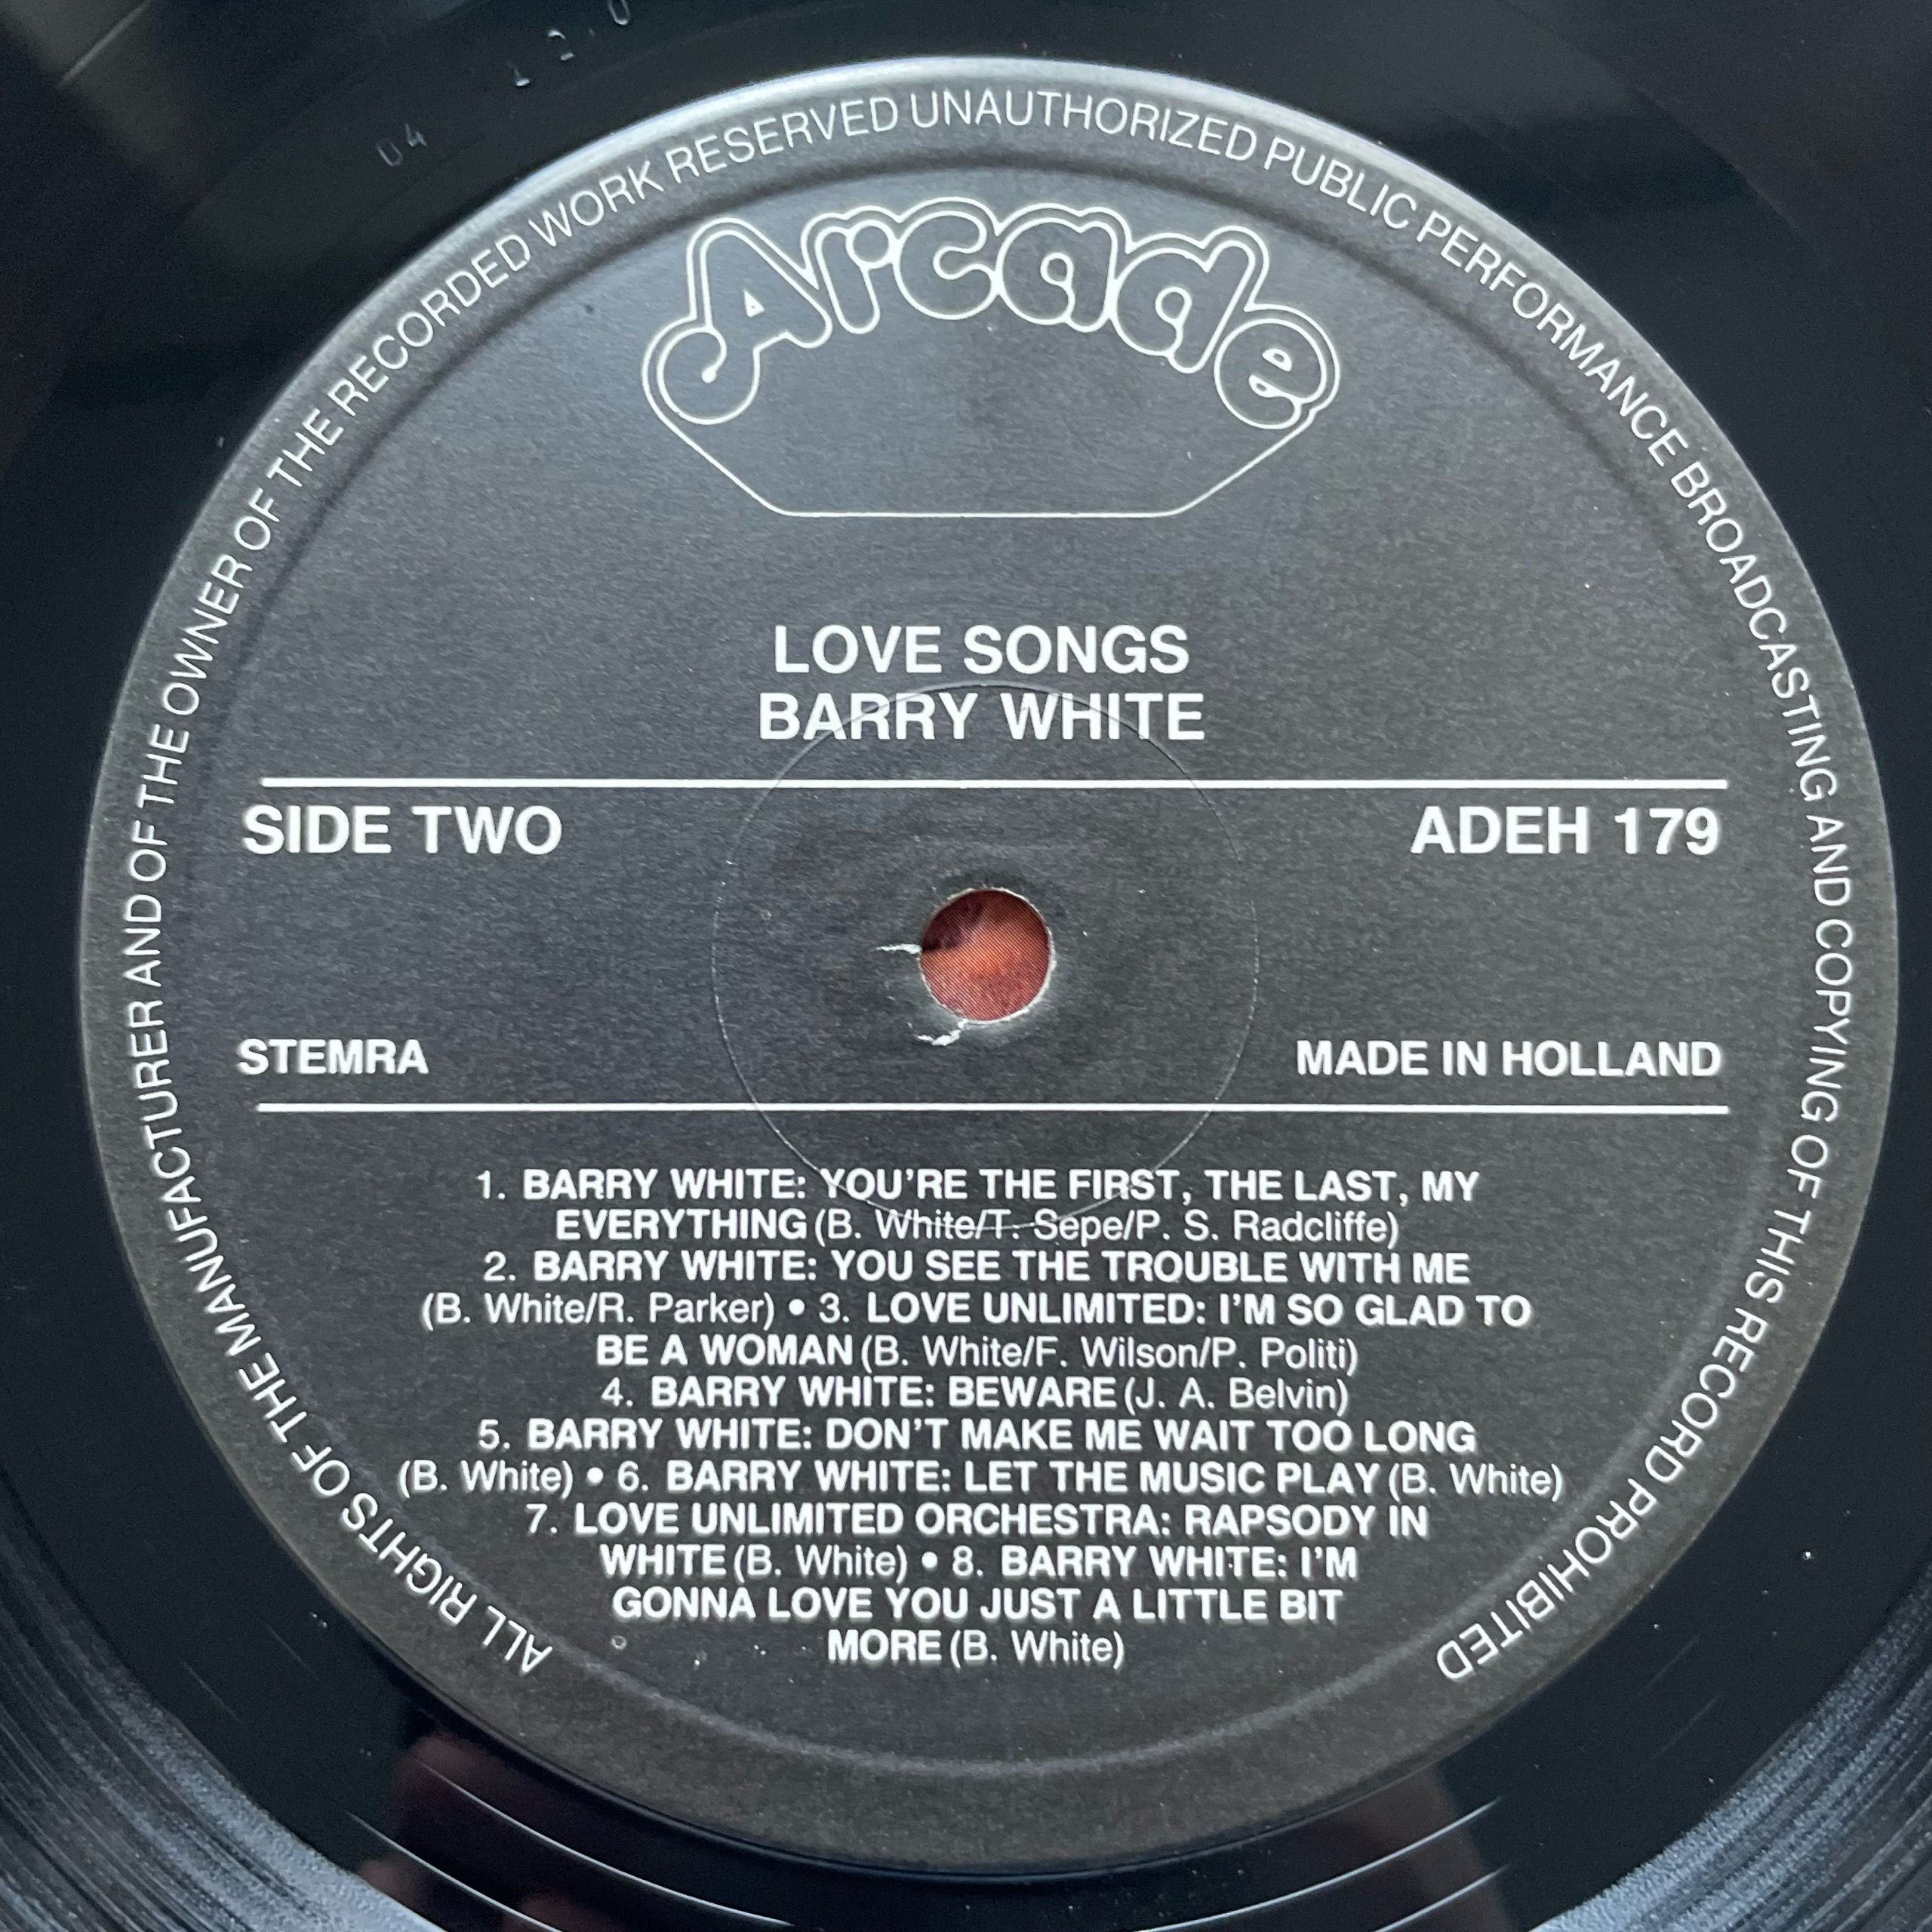 ALL RIGHTS OF THE MANUFACTURER AND OF THE OWNER OF THE RECORDED WORK RESERVED UNAUTHORIZED PUBLIC PERFORMANCE BROADCASTING AND COPYING OF THIS RECORD PROHIBITED
Arcade
LOVE SONGS
BARRY WHITE
SIDE TWO
ADEH 179
STEMRA
MADE IN HOLLAND
1. BARRY WHITE: YOU'RE THE FIRST, THE LAST, MY
EVERYTHING (B. White/T. Sepe/P. S. Radcliffe)
2. BARRY WHITE: YOU SEE THE TROUBLE WITH ME
(B. White/R. Parker) • 3. LOVE UNLIMITED: I'M SO GLAD TO
BE A WOMAN (B. White/F. Wilson/P. Politi)
4. BARRY WHITE: BEWARE (J. A. Belvin)
5. BARRY WHITE: DON'T MAKE ME WAIT TOO LONG
(B. White) • 6. BARRY WHITE: LET THE MUSIC PLAY (B. White)
7. LOVE UNLIMITED ORCHESTRA: RAPSODY IN
WHITE (B. White) • 8. BARRY WHITE: I'M
GONNA LOVE YOU JUST A LITTLE BIT
MORE (B. White)
04